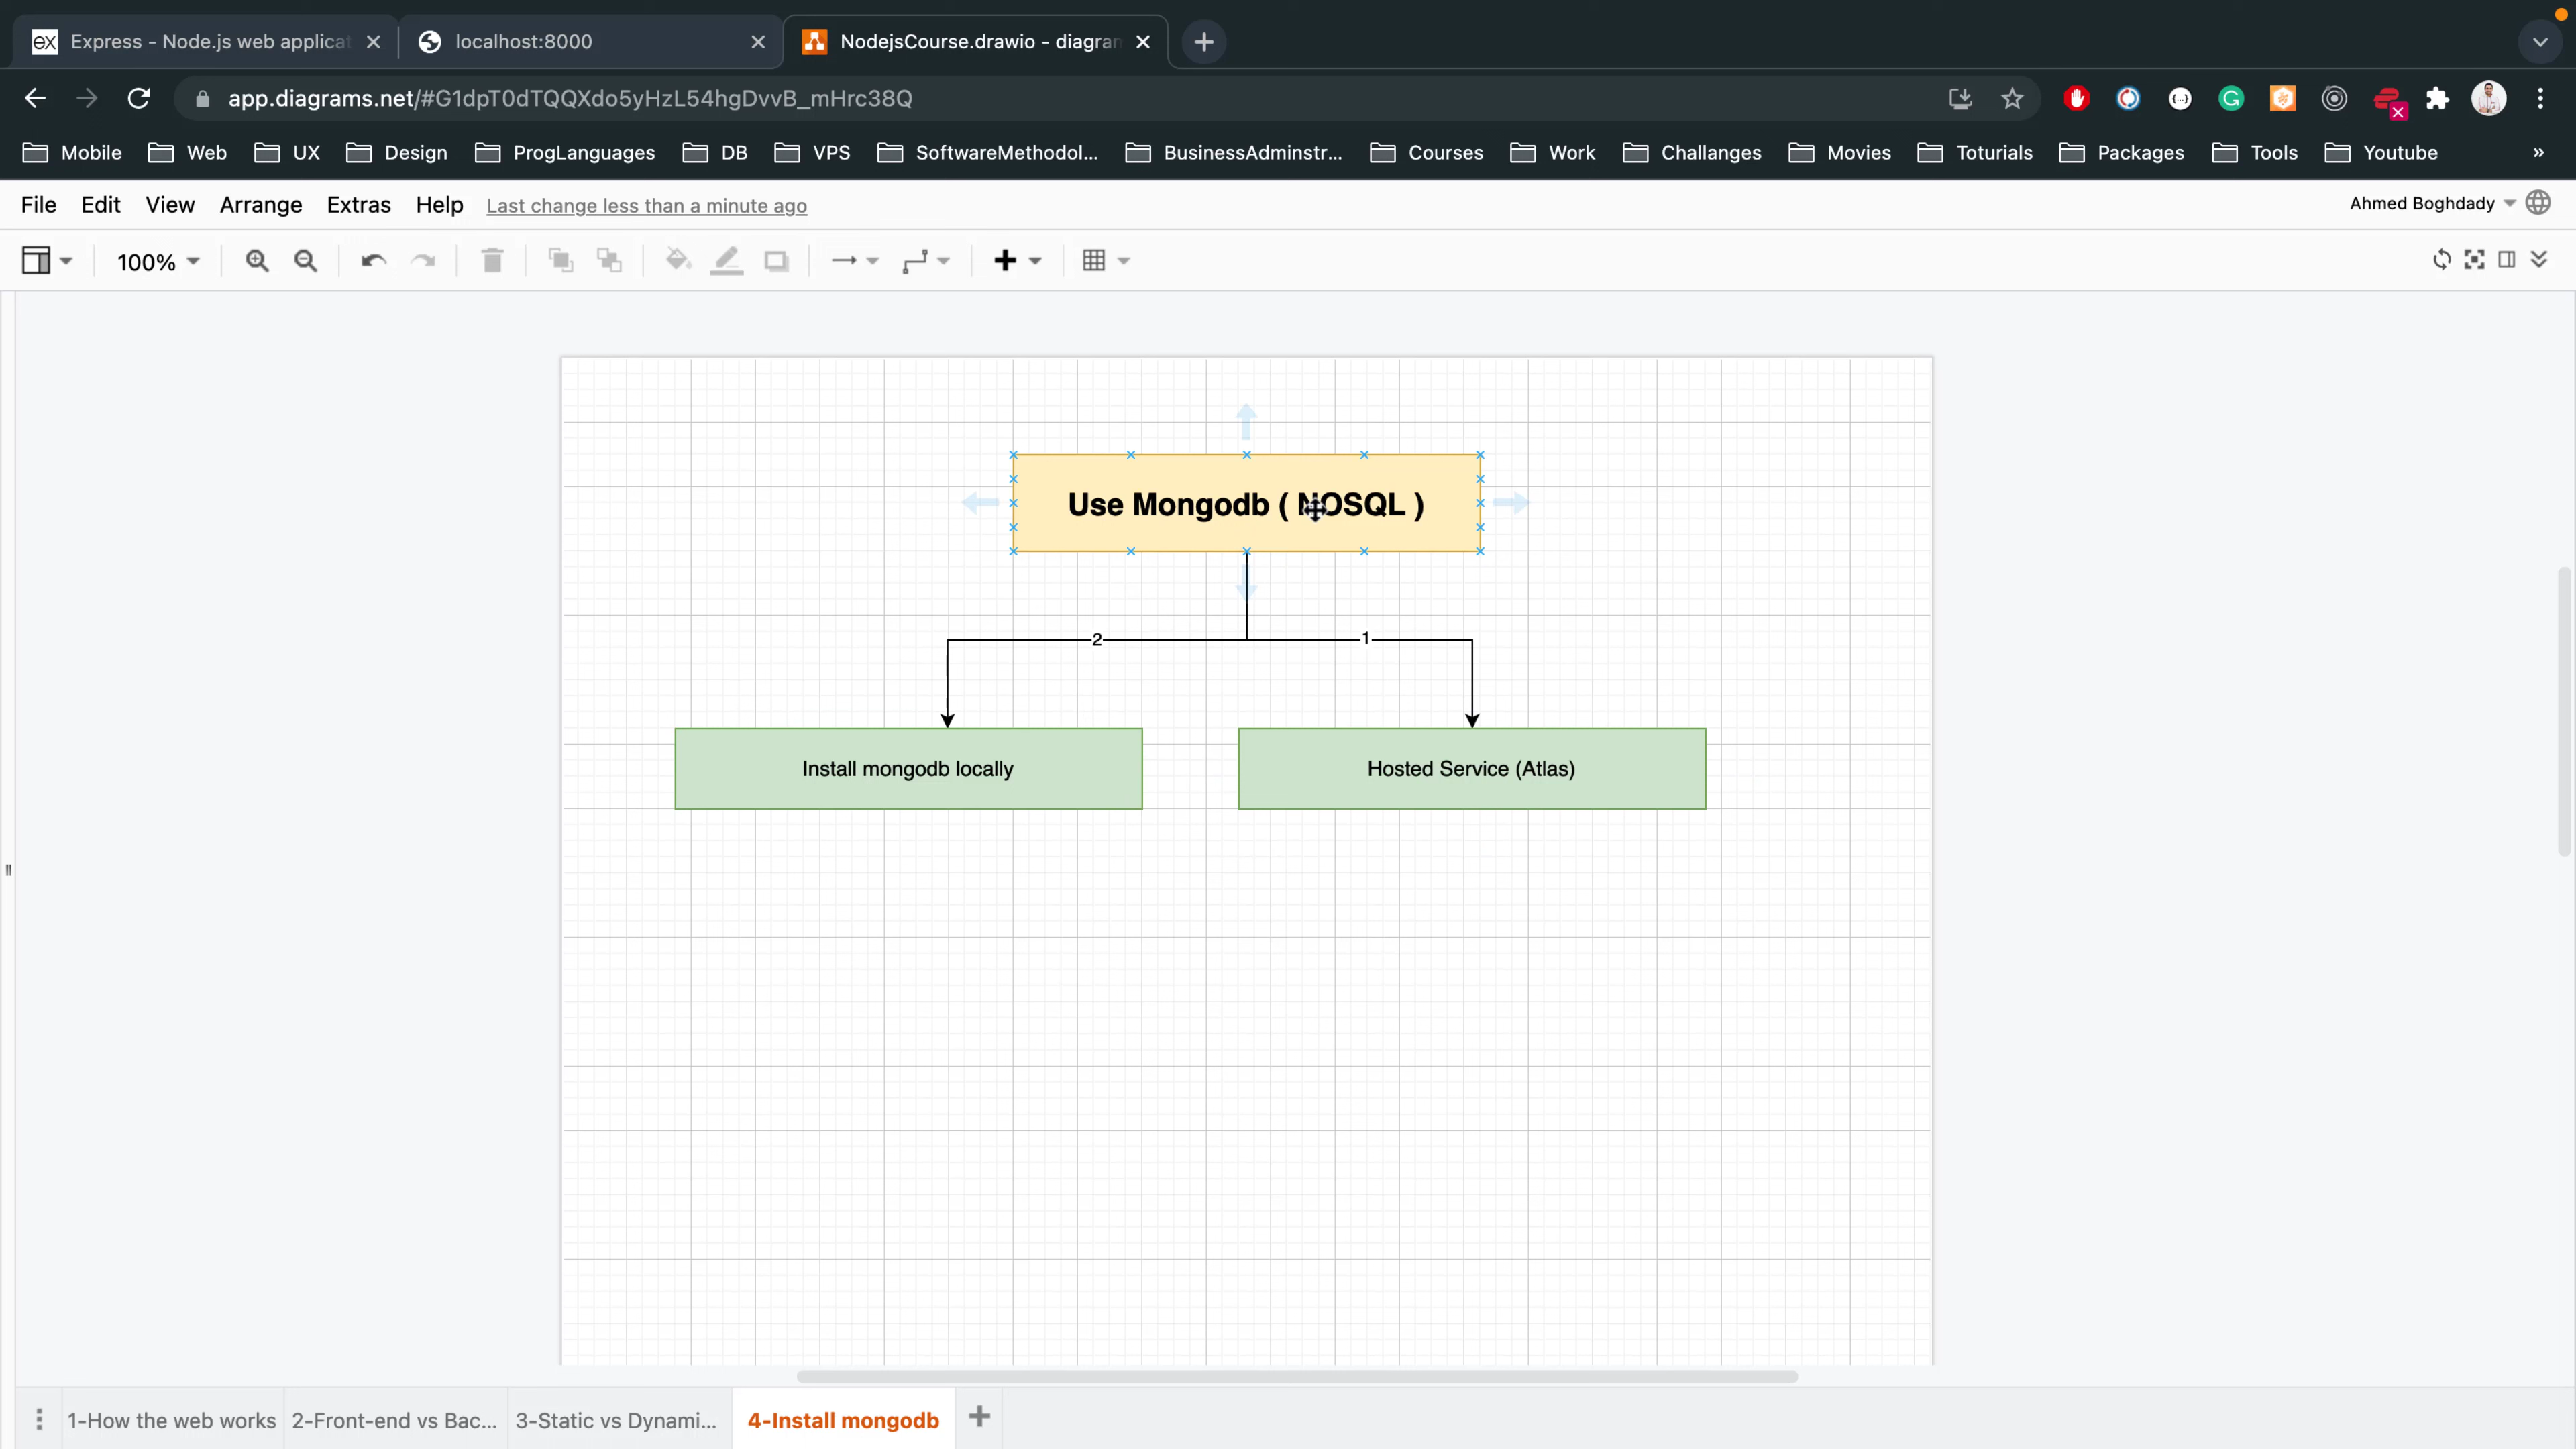 Express - Node.js web applicat
localhost:8000
NodejsCourse.drawio - diagram
app.diagrams.net/#G1dpT0dTQQXdo5yHzL54hgDvvB_mHrc38Q
Mobile Web UX Design ProgLanguages DB VPS SoftwareMethodol... BusinessAdminstr... Courses Work Challanges Movies Toturials Packages Tools Youtube »
File Edit View Arrange Extras Help Last change less than a minute ago Ahmed Boghdady
100%
Use Mongodb ( NOSQL )
2 1
Install mongodb locally
Hosted Service (Atlas)
1-How the web works 2-Front-end vs Bac... 3-Static vs Dynami... 4-Install mongodb